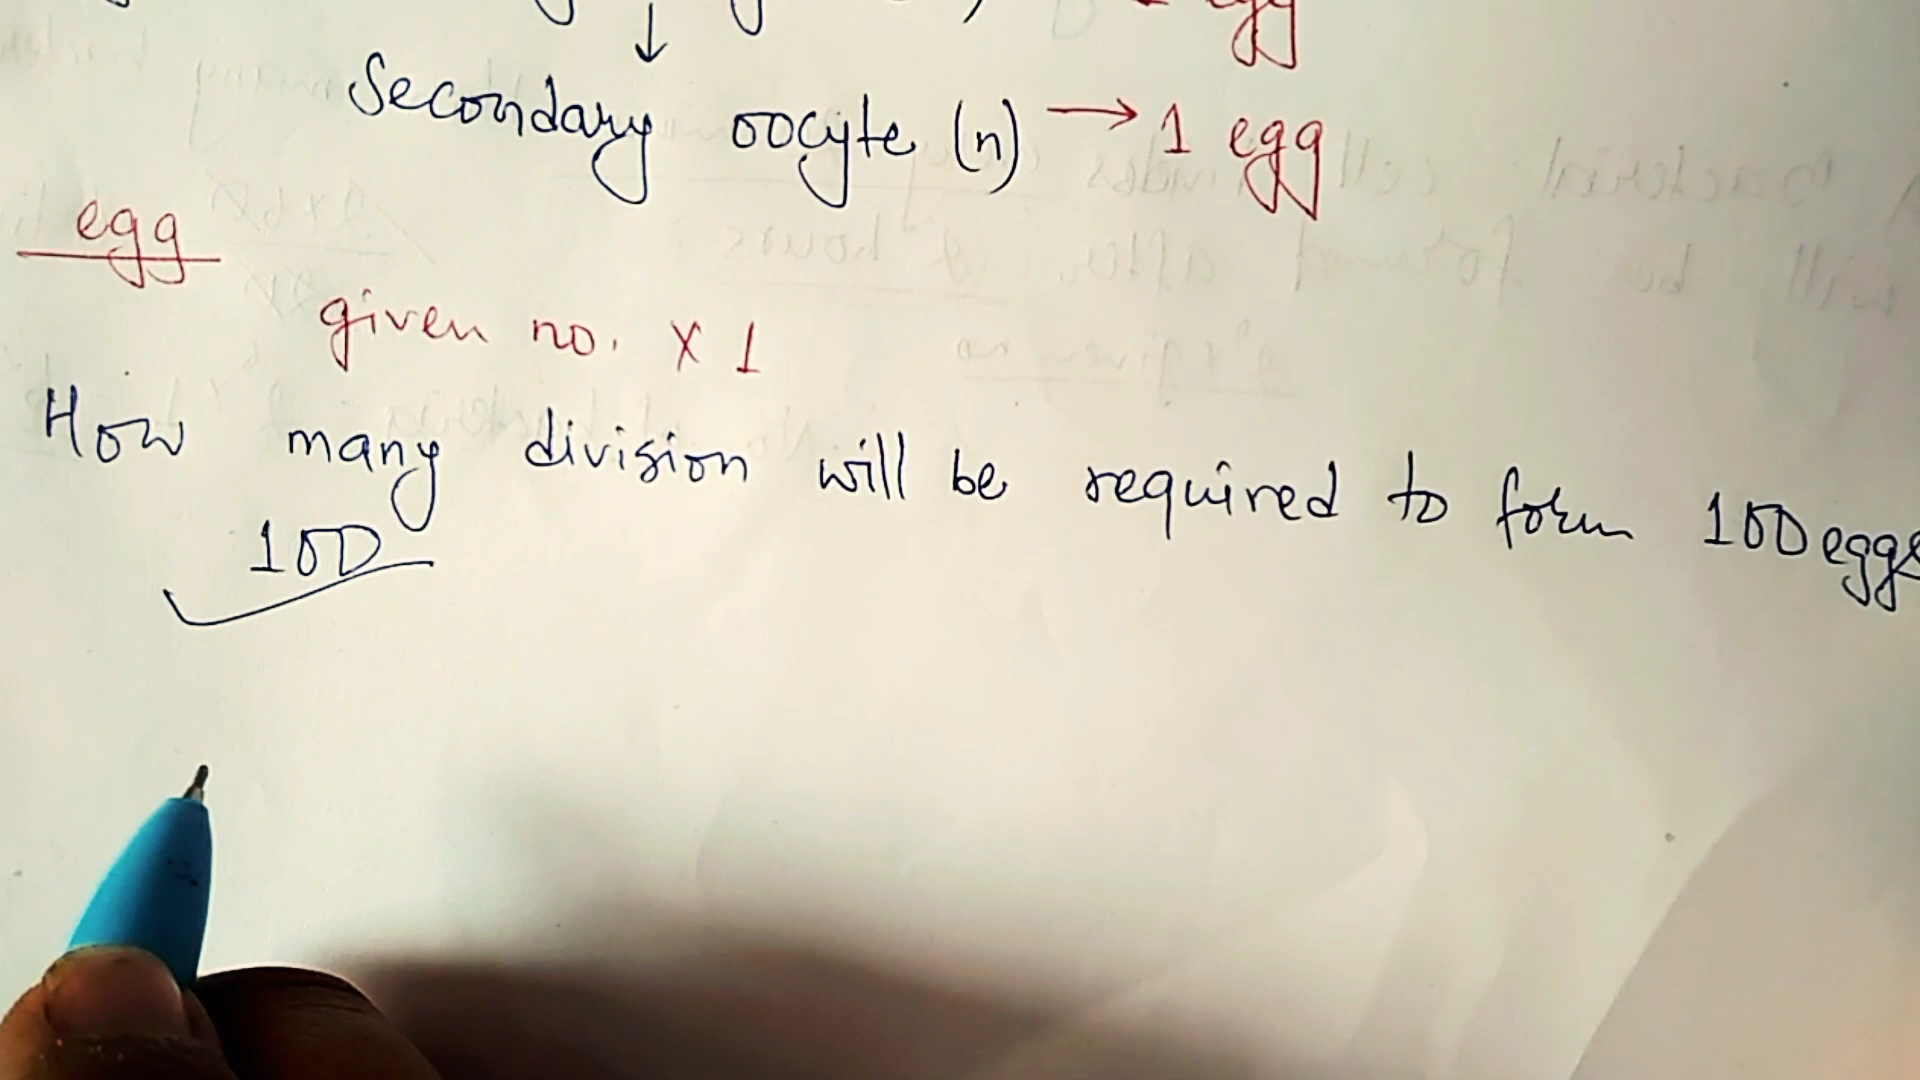 egg
Secondary oocyte (n) → 1 egg
egg
given no. X 1
How many division will be required to form 100 eggs
100